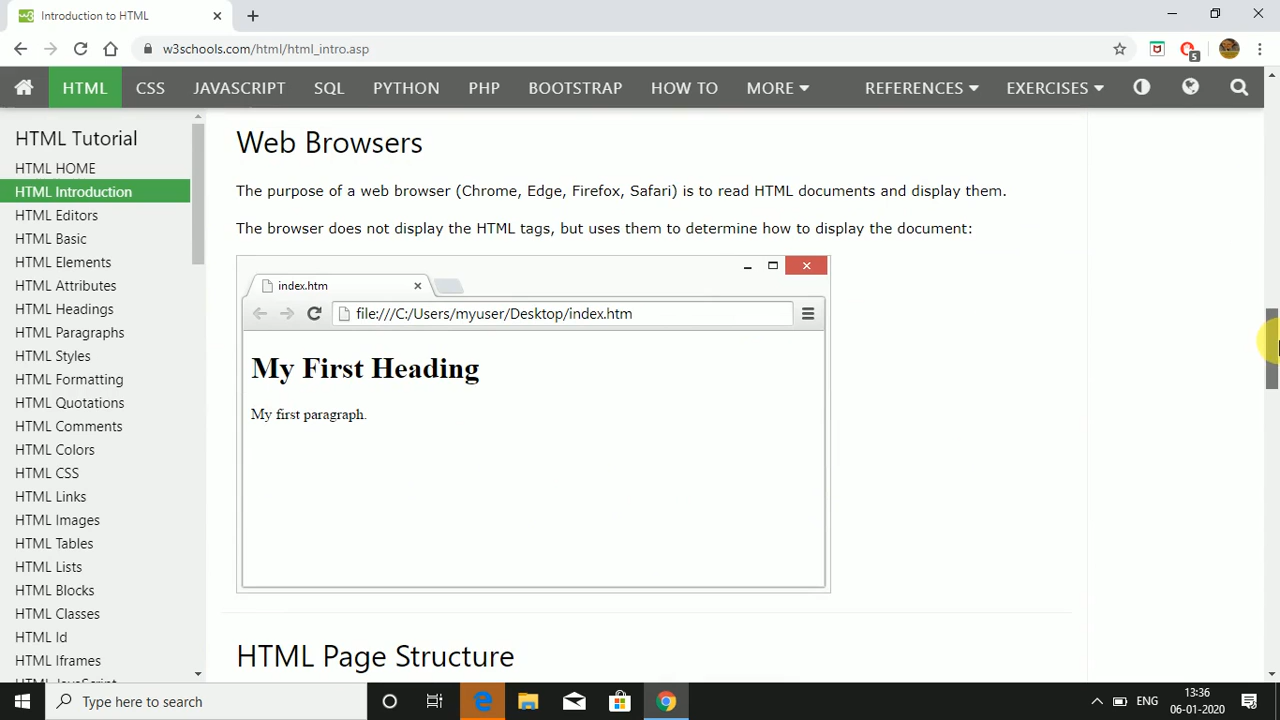 Introduction to HTML
w3schools.com/html/html_intro.asp
5
HTML CSS JAVASCRIPT SQL PYTHON PHP BOOTSTRAP HOW TO MORE REFERENCES EXERCISES
HTML Tutorial
HTML HOME
HTML Introduction
HTML Editors
HTML Basic
HTML Elements
HTML Attributes
HTML Headings
HTML Paragraphs
HTML Styles
HTML Formatting
HTML Quotations
HTML Comments
HTML Colors
HTML CSS
HTML Links
HTML Images
HTML Tables
HTML Lists
HTML Blocks
HTML Classes
HTML Id
HTML Iframes
HTML JavaScript
Web Browsers
The purpose of a web browser (Chrome, Edge, Firefox, Safari) is to read HTML documents and display them.
The browser does not display the HTML tags, but uses them to determine how to display the document:
index.htm
file:///C:/Users/myuser/Desktop/index.htm
My First Heading
My first paragraph.
HTML Page Structure
Type here to search
ENG
13:36
06-01-2020